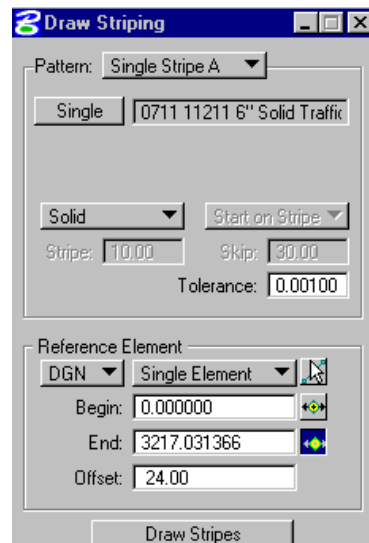 Draw Striping
Pattern: Single Stripe A
Single 0711 11211 6" Solid Traffic
Solid Start on Stripe
Stripe: 10.00 Skip: 30.00
Tolerance: 0.00100
Reference Element
DGN Single Element
Begin: 0.000000
End: 3217.031366
Offset: 24.00
Draw Stripes